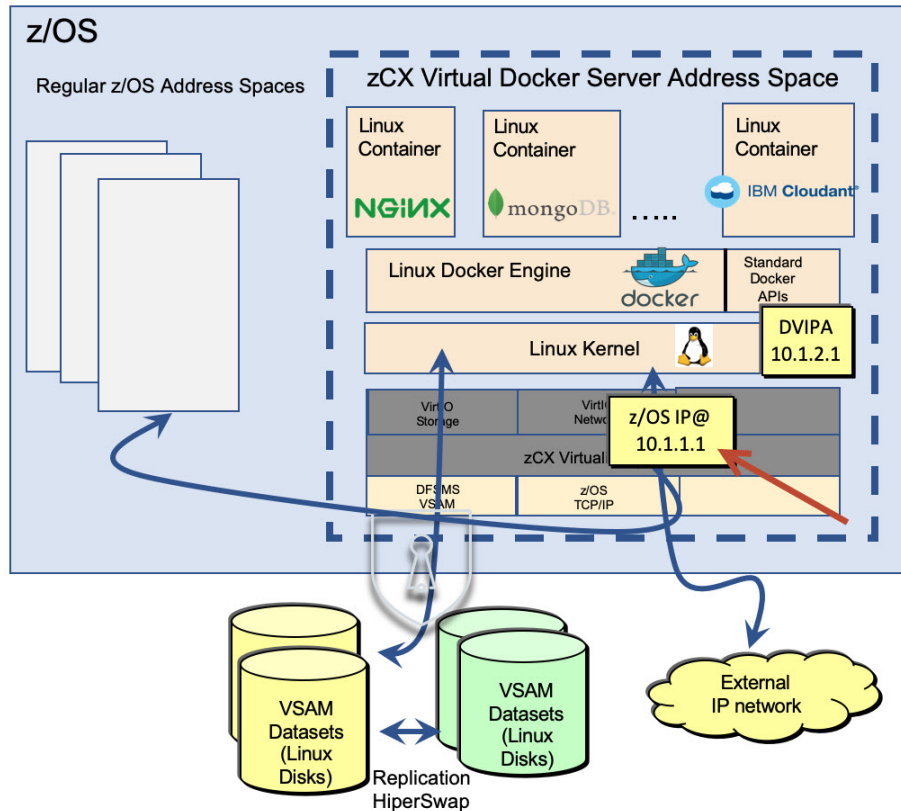 z/OS
Regular z/OS Address Spaces
zCX Virtual Docker Server Address Space
Linux
Container
NGiNX
Linux
Container
mongoDB.
.....
Linux
Container
IBM Cloudant®
Linux Docker Engine
docker
Standard
Docker
APIs
Linux Kernel
DVIPA
10.1.2.1
VirtIO
Storage
z/OS IP@
10.1.1.1
zCX
DFSMS
VSAM
z/OS
TCP/IP
VSAM
Datasets
(Linux
Disks)
VSAM
Datasets
(Linux
Disks)
Replication
HiperSwap
External
IP network